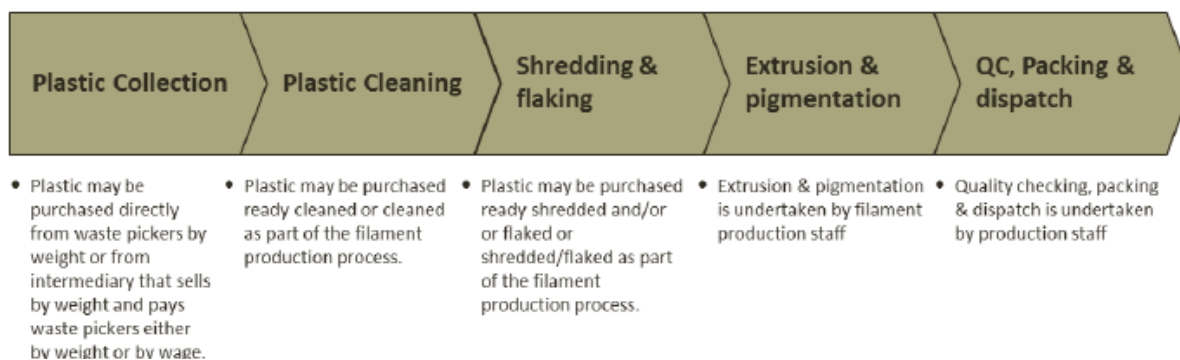 Plastic Collection
Plastic Cleaning
Shredding &
flaking
Extrusion &
pigmentation
QC, Packing &
dispatch
• Plastic may be
purchased directly
from waste pickers by
weight or from
intermediary that sells
by weight and pays
waste pickers either
by weight or by wage.
• Plastic may be purchased
ready cleaned or cleaned
as part of the filament
production process.
• Plastic may be purchased
ready shredded and/or
or flaked or
shredded/flaked as part
of the filament
production process.
• Extrusion & pigmentation
is undertaken by filament
production staff
• Quality checking, packing
& dispatch is undertaken
by production staff